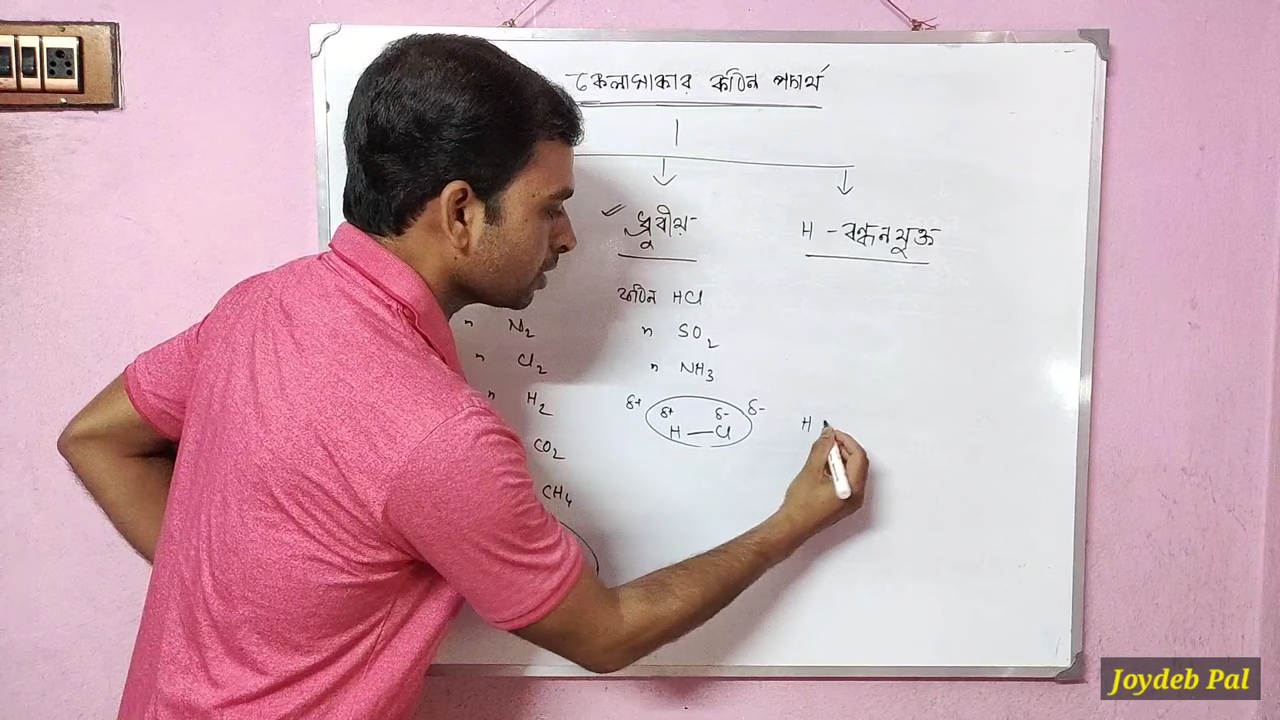 কেলাসাকার কঠিন পদার্থ
ধ্রুবীয়
H - বন্ধনযুক্ত
কঠিন HCl
" N₂
" SO₂
" Cl₂
" NH₃
" H₂
δ+ δ+ δ- δ-
H — Cl
H
CO₂
CH₄
Joydeb Pal